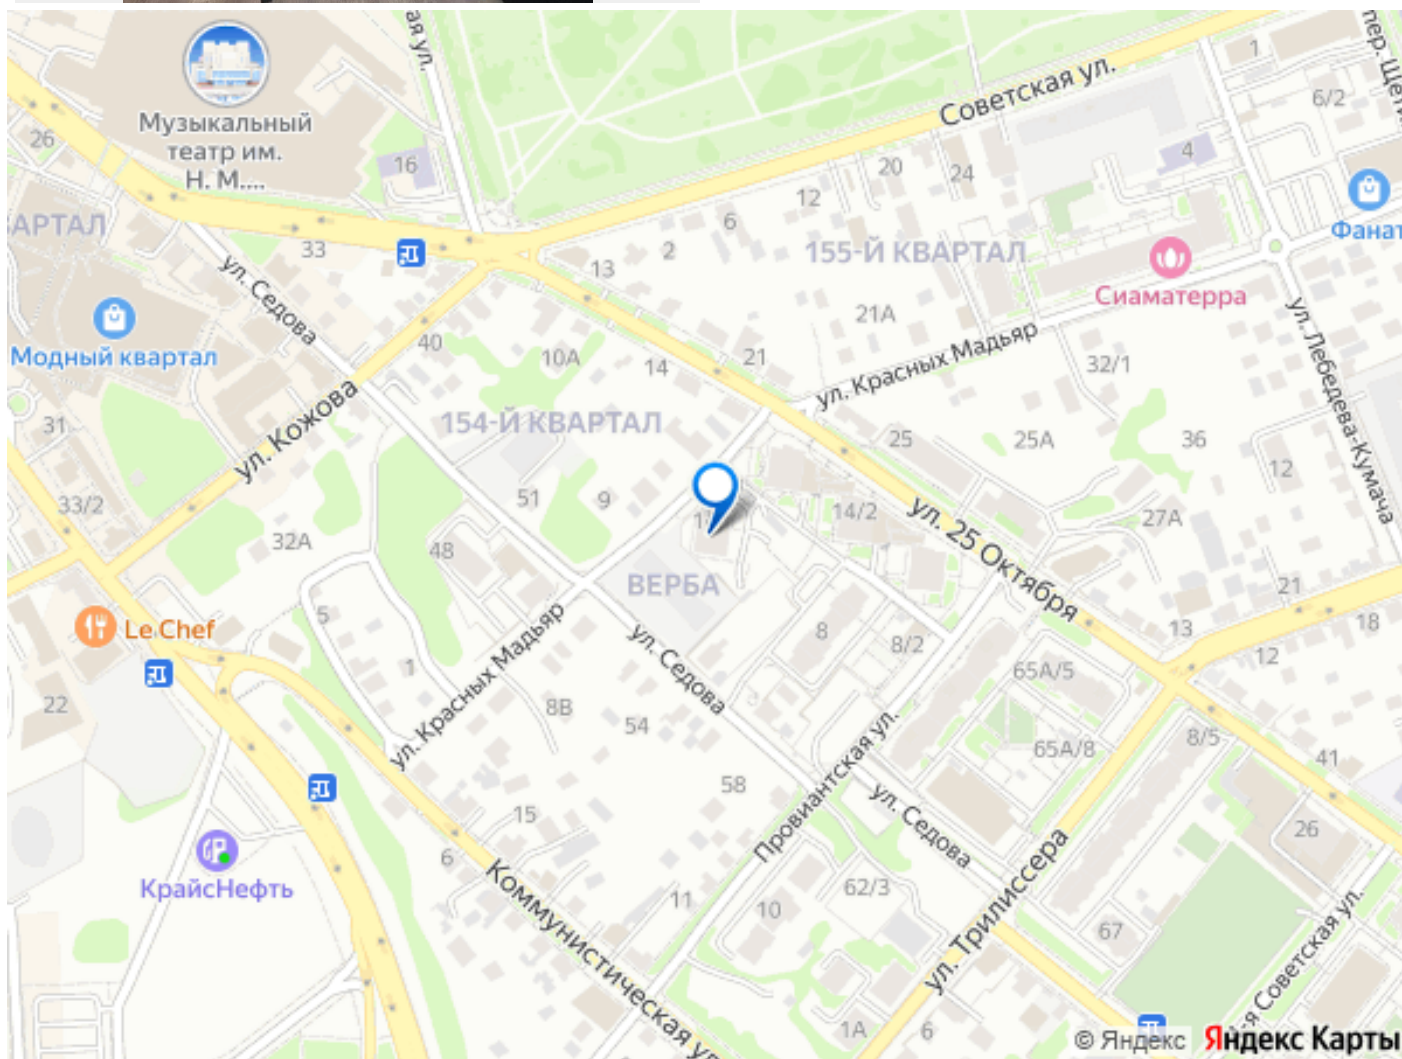 Музыкальный
театр им.
Н. М....
26
16
ая ул.
Советская ул.
1
6/2
пер. Щети
4
20
24
12
6
2
33
13
155-Й КВАРТАЛ
Фанат
Сиаматерра
ВАРТАЛ
ул. Седова
Модный квартал
40
10А
14
21
21А
ул. Красных Мадьяр
32/1
ул. Лебедева-Кумача
31
ул. Кожова
154-Й КВАРТАЛ
25
25А
36
12
33/2
51
9
14/2
27А
ул. 25 Октября
32А
48
ВЕРБА
21
5
Le Chef
ул. Красных Мадьяр
ул. Седова
8
8/2
13
18
12
1
22
8В
54
65А/5
65А/8
8/5
41
58
15
Провиантская ул.
ул. Седова
26
КрайсНефть
6
Коммунистическая ул.
11
10
62/3
ул. Трилиссера
67
-я Советская ул.
1А
6
© Яндекс Яндекс Карты